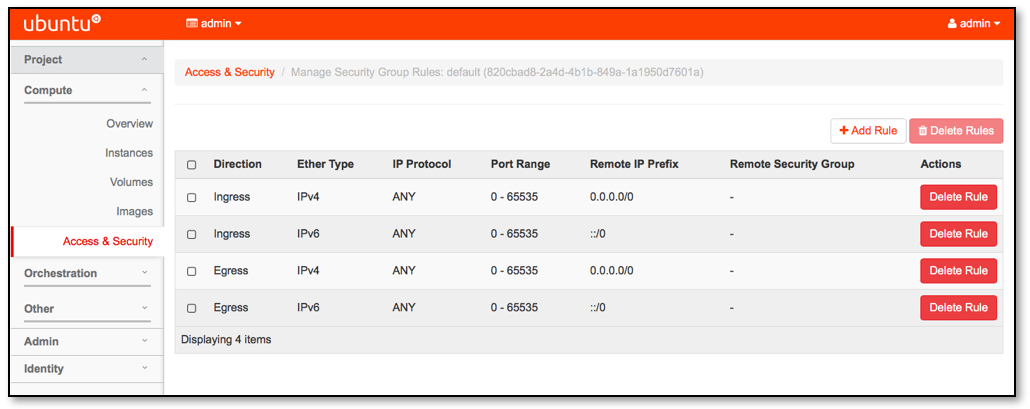 ubuntu admin admin
Project
Compute
Overview
Instances
Volumes
Images
Access & Security
Orchestration
Other
Admin
Identity
Access & Security / Manage Security Group Rules: default (820cbad8-2a4d-4b1b-849a-1a1950d7601a)
+ Add Rule Delete Rules
Direction Ether Type IP Protocol Port Range Remote IP Prefix Remote Security Group Actions
Ingress IPv4 ANY 0 - 65535 0.0.0.0/0 - Delete Rule
Ingress IPv6 ANY 0 - 65535 ::/0 - Delete Rule
Egress IPv4 ANY 0 - 65535 0.0.0.0/0 - Delete Rule
Egress IPv6 ANY 0 - 65535 ::/0 - Delete Rule
Displaying 4 items